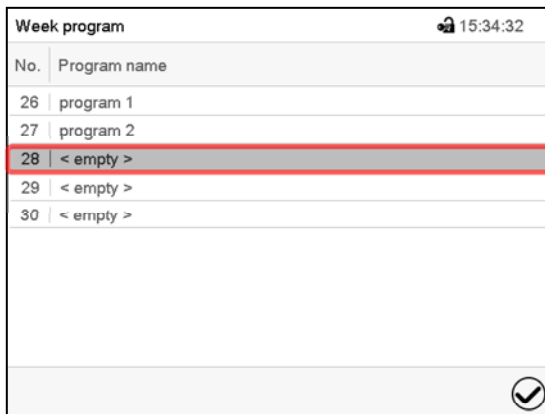 Week program 15:34:32
No. Program name
26 program 1
27 program 2
28 < empty >
29 < empty >
30 < empty >